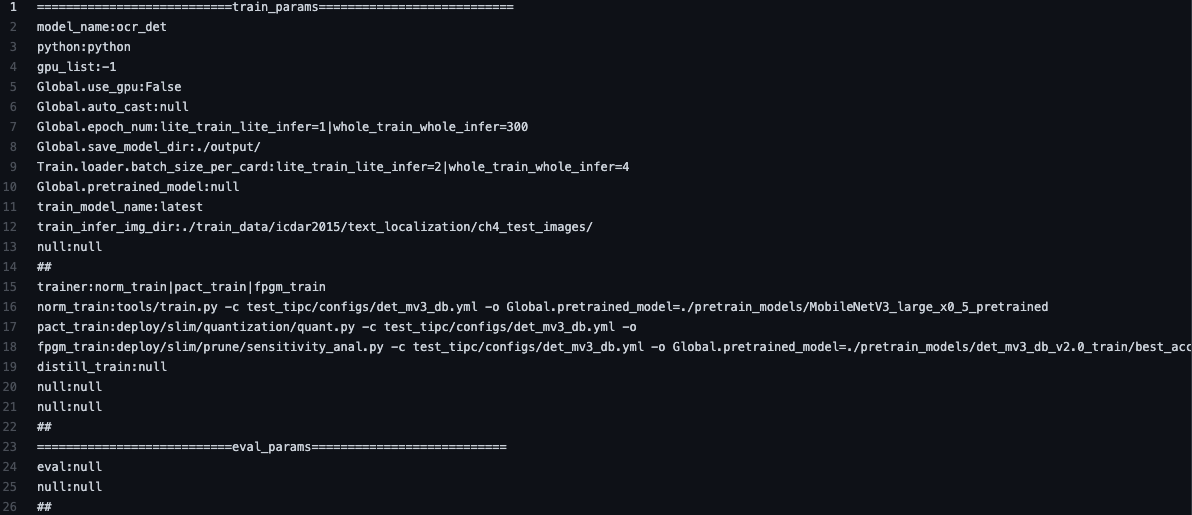 1 ===========================train_params===========================
2 model_name:ocr_det
3 python:python
4 gpu_list:-1
5 Global.use_gpu:False
6 Global.auto_cast:null
7 Global.epoch_num:lite_train_lite_infer=1|whole_train_whole_infer=300
8 Global.save_model_dir:./output/
9 Train.loader.batch_size_per_card:lite_train_lite_infer=2|whole_train_whole_infer=4
10 Global.pretrained_model:null
11 train_model_name:latest
12 train_infer_img_dir:./train_data/icdar2015/text_localization/ch4_test_images/
13 null:null
14 ##
15 trainer:norm_train|pact_train|fpgm_train
16 norm_train:tools/train.py -c test_tipc/configs/det_mv3_db.yml -o Global.pretrained_model=./pretrain_models/MobileNetV3_large_x0_5_pretrained
17 pact_train:deploy/slim/quantization/quant.py -c test_tipc/configs/det_mv3_db.yml -o
18 fpgm_train:deploy/slim/prune/sensitivity_anal.py -c test_tipc/configs/det_mv3_db.yml -o Global.pretrained_model=./pretrain_models/det_mv3_db_v2.0_train/best_acc
19 distill_train:null
20 null:null
21 null:null
22 ##
23 ===========================eval_params===========================
24 eval:null
25 null:null
26 ##